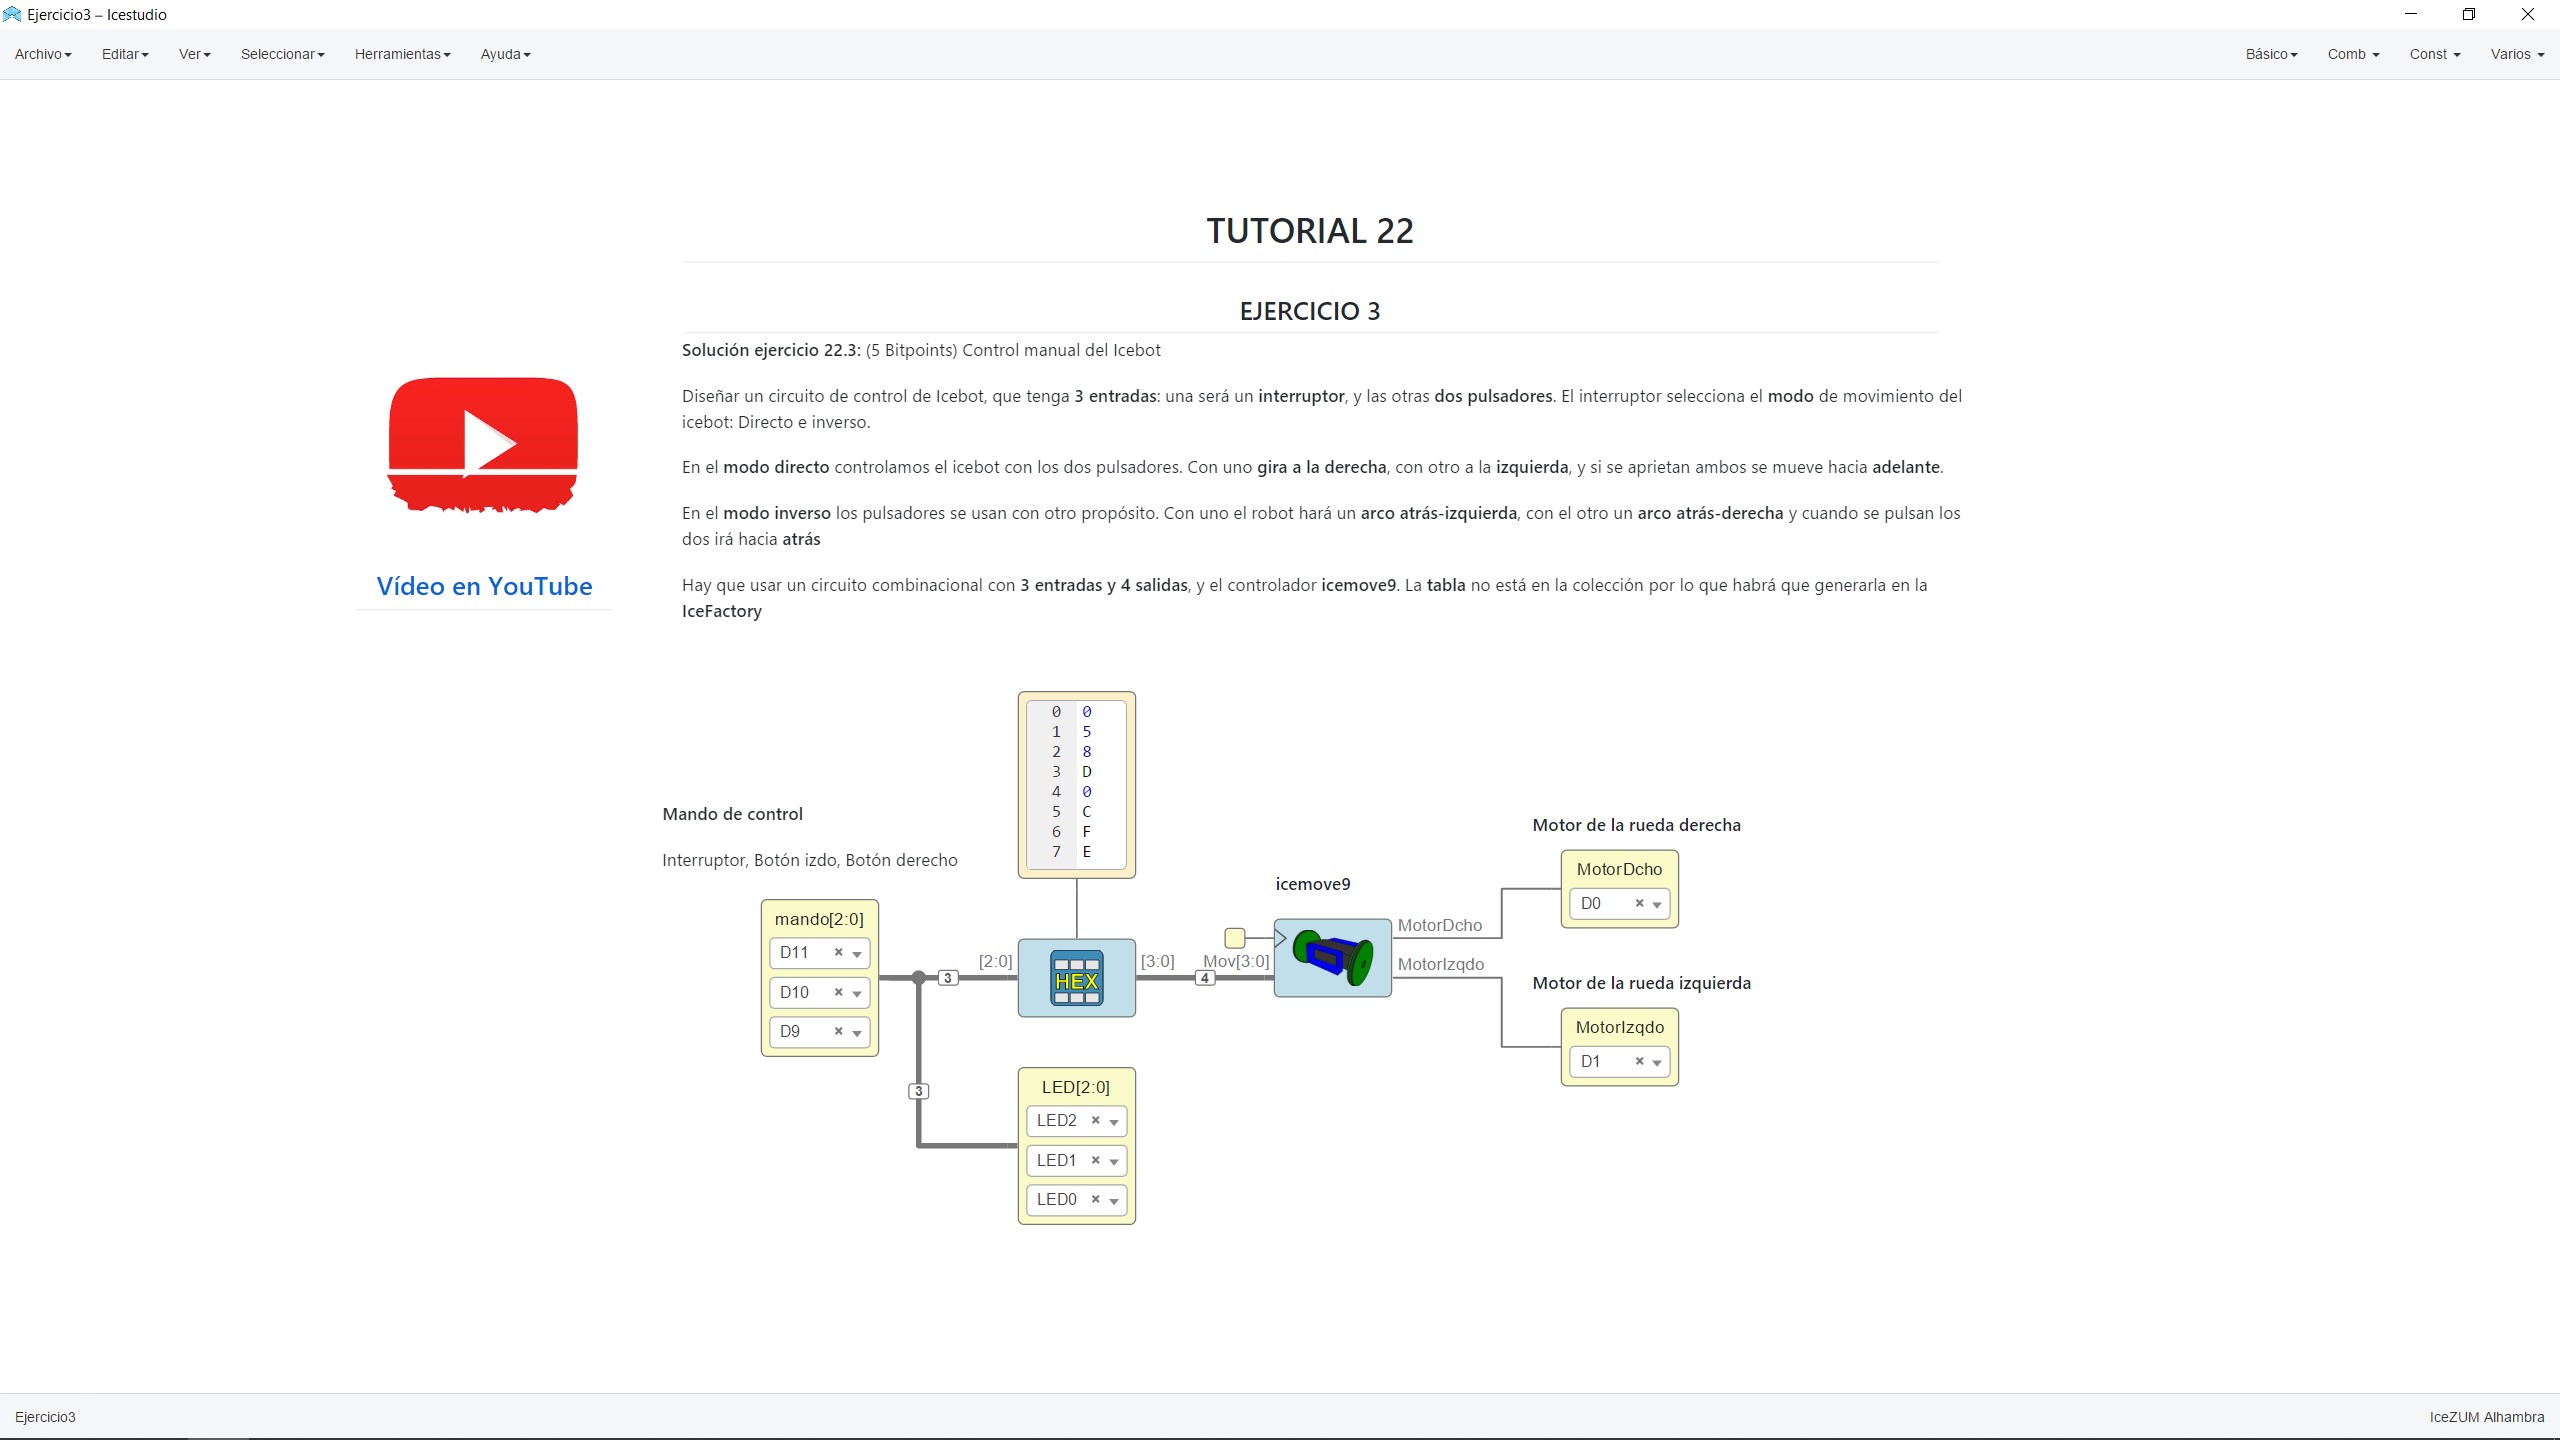 Ejercicio3 – Icestudio
Archivo Editar Ver Seleccionar Herramientas Ayuda Básico Comb Const Varios
TUTORIAL 22
EJERCICIO 3
Solución ejercicio 22.3: (5 Bitpoints) Control manual del Icebot
Diseñar un circuito de control de Icebot, que tenga 3 entradas: una será un interruptor, y las otras dos pulsadores. El interruptor selecciona el modo de movimiento del
icebot: Directo e inverso.
En el modo directo controlamos el icebot con los dos pulsadores. Con uno gira a la derecha, con otro a la izquierda, y si se aprietan ambos se mueve hacia adelante.
En el modo inverso los pulsadores se usan con otro propósito. Con uno el robot hará un arco atrás-izquierda, con el otro un arco atrás-derecha y cuando se pulsan los
dos irá hacia atrás
Hay que usar un circuito combinacional con 3 entradas y 4 salidas, y el controlador icemove9. La tabla no está en la colección por lo que habrá que generarla en la
IceFactory
Vídeo en YouTube
0 0
1 5
2 8
3 D
4 0
5 C
6 F
7 E
Mando de control
Interruptor, Botón izdo, Botón derecho
mando[2:0]
D11 ×
D10 ×
D9 ×
3
3
[2:0]
HEX
[3:0]
4
Mov[3:0]
icemove9
MotorDcho
MotorIzqdo
Motor de la rueda derecha
MotorDcho
D0 ×
Motor de la rueda izquierda
MotorIzqdo
D1 ×
LED[2:0]
LED2 ×
LED1 ×
LED0 ×
Ejercicio3
IceZUM Alhambra